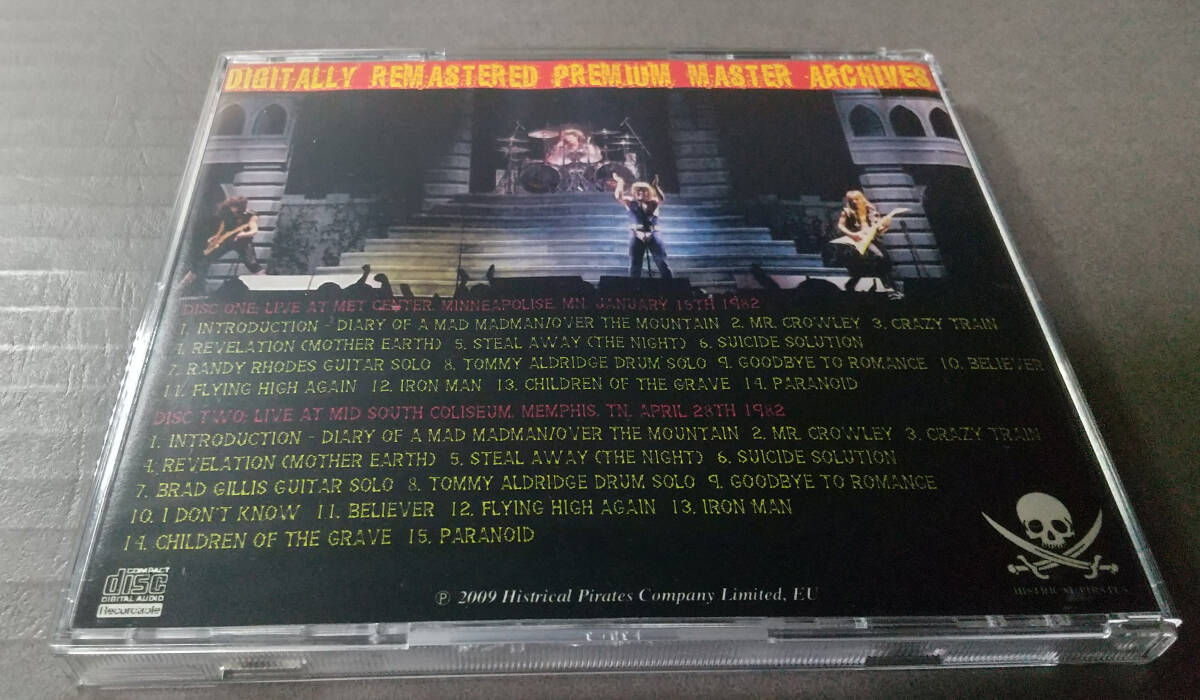 DIGITALLY REMASTERED PREMIUM MASTER ARCHIVES
DISC ONE: LIVE AT MET CENTER, MINNEAPOLISE, MN, JANUARY 15TH 1982
1. INTRODUCTION - DIARY OF A MAD MADMAN/OVER THE MOUNTAIN 2. MR. CROWLEY 3. CRAZY TRAIN
4. REVELATION (MOTHER EARTH) 5. STEAL AWAY (THE NIGHT) 6. SUICIDE SOLUTION
7. RANDY RHODES GUITAR SOLO 8. TOMMY ALDRIDGE DRUM SOLO 9. GOODBYE TO ROMANCE 10. BELIEVER
11. FLYING HIGH AGAIN 12. IRON MAN 13. CHILDREN OF THE GRAVE 14. PARANOID
DISC TWO: LIVE AT MID SOUTH COLISEUM, MEMPHIS, TN, APRIL 28TH 1982
1. INTRODUCTION - DIARY OF A MAD MADMAN/OVER THE MOUNTAIN 2. MR. CROWLEY 3. CRAZY TRAIN
4. REVELATION (MOTHER EARTH) 5. STEAL AWAY (THE NIGHT) 6. SUICIDE SOLUTION
7. BRAD GILLIS GUITAR SOLO 8. TOMMY ALDRIDGE DRUM SOLO 9. GOODBYE TO ROMANCE
10. I DON'T KNOW 11. BELIEVER 12. FLYING HIGH AGAIN 13. IRON MAN
14. CHILDREN OF THE GRAVE 15. PARANOID
COMPACT
disc
DIGITAL AUDIO
Recordable
℗ 2009 Histrical Pirates Company Limited, EU